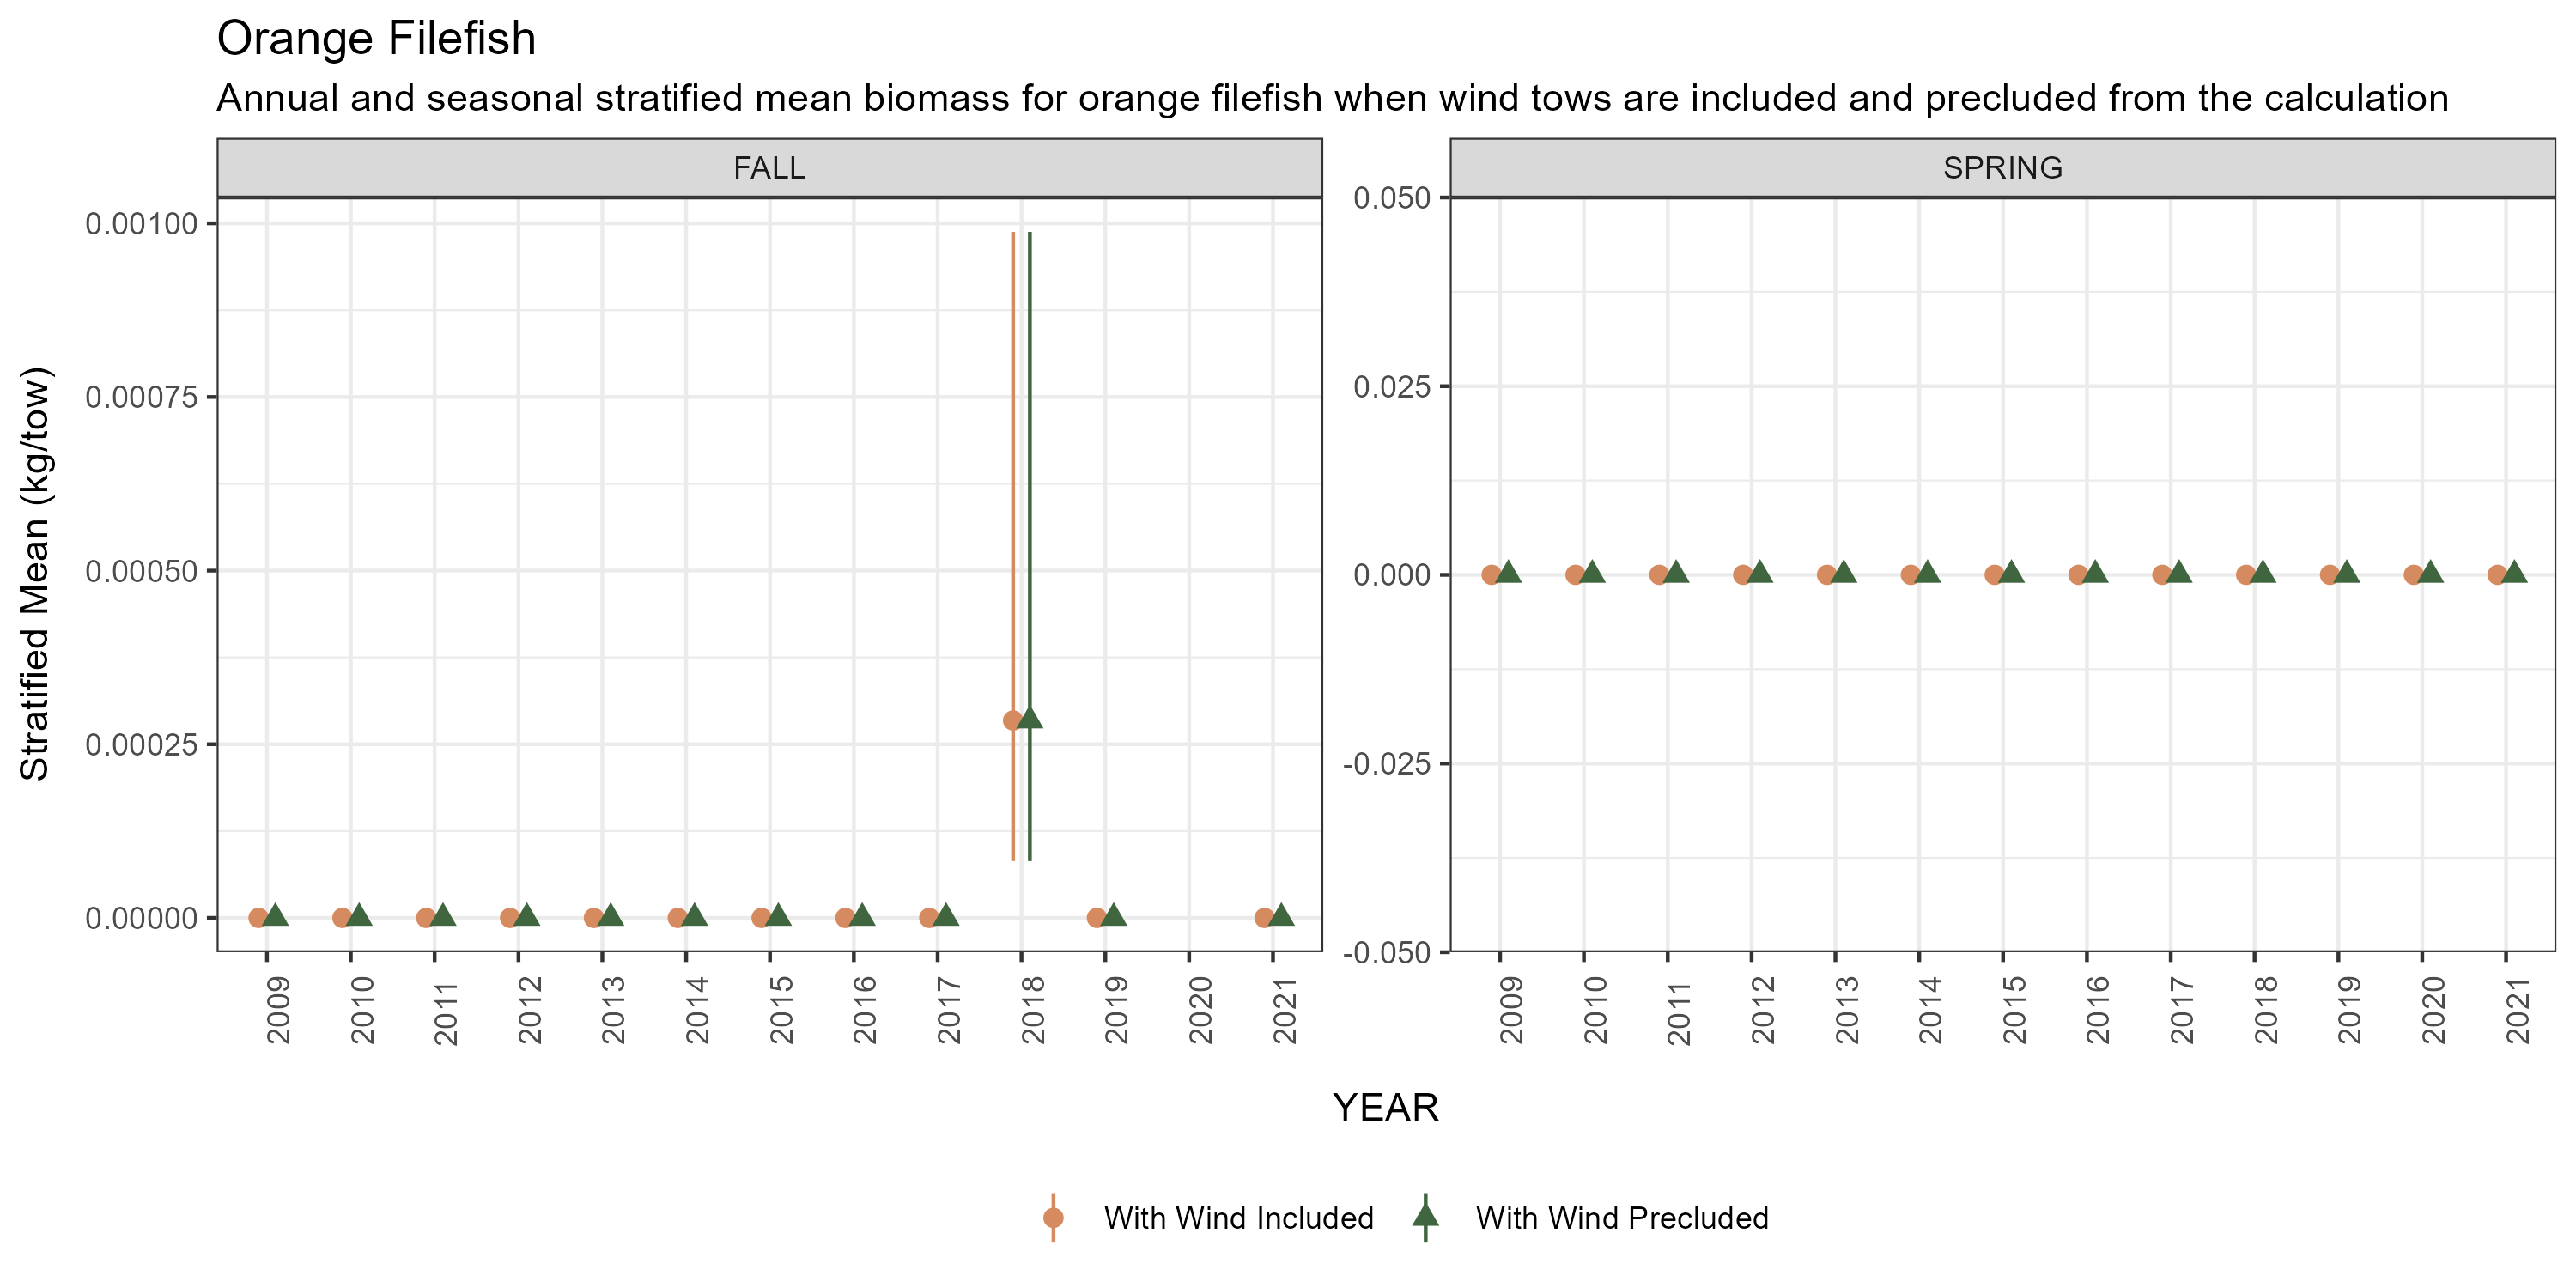 Orange Filefish
Annual and seasonal stratified mean biomass for orange filefish when wind tows are included and precluded from the calculation
FALL
SPRING
Stratified Mean (kg/tow)
0.00100
0.00075
0.00050
0.00025
0.00000
0.050
0.025
0.000
-0.025
-0.050
2009 2010 2011 2012 2013 2014 2015 2016 2017 2018 2019 2020 2021
2009 2010 2011 2012 2013 2014 2015 2016 2017 2018 2019 2020 2021
YEAR
With Wind Included
With Wind Precluded